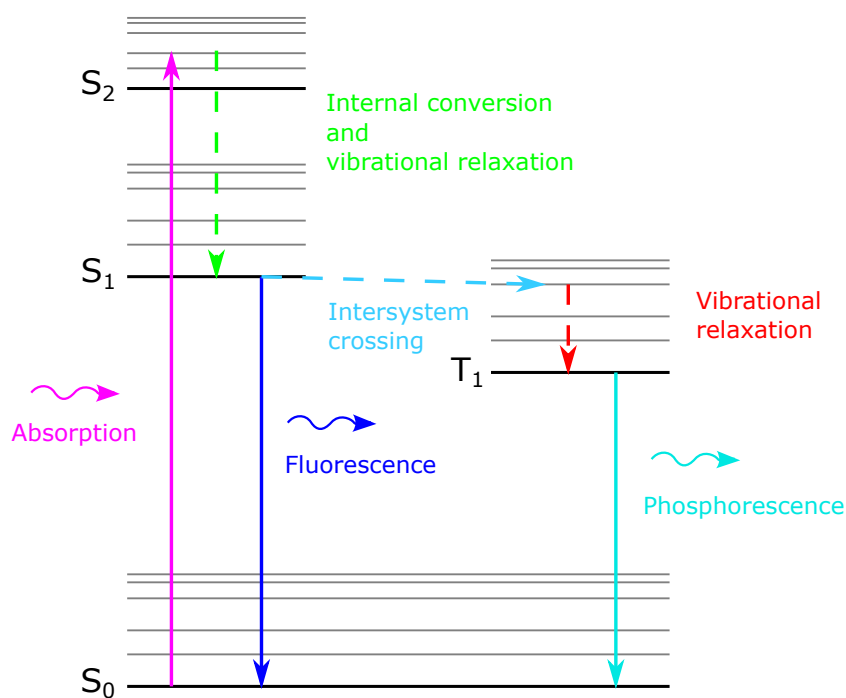 S₂
Internal conversion
and
vibrational relaxation
S₁
Intersystem
crossing
Vibrational
relaxation
T₁
Absorption
Fluorescence
Phosphorescence
S₀